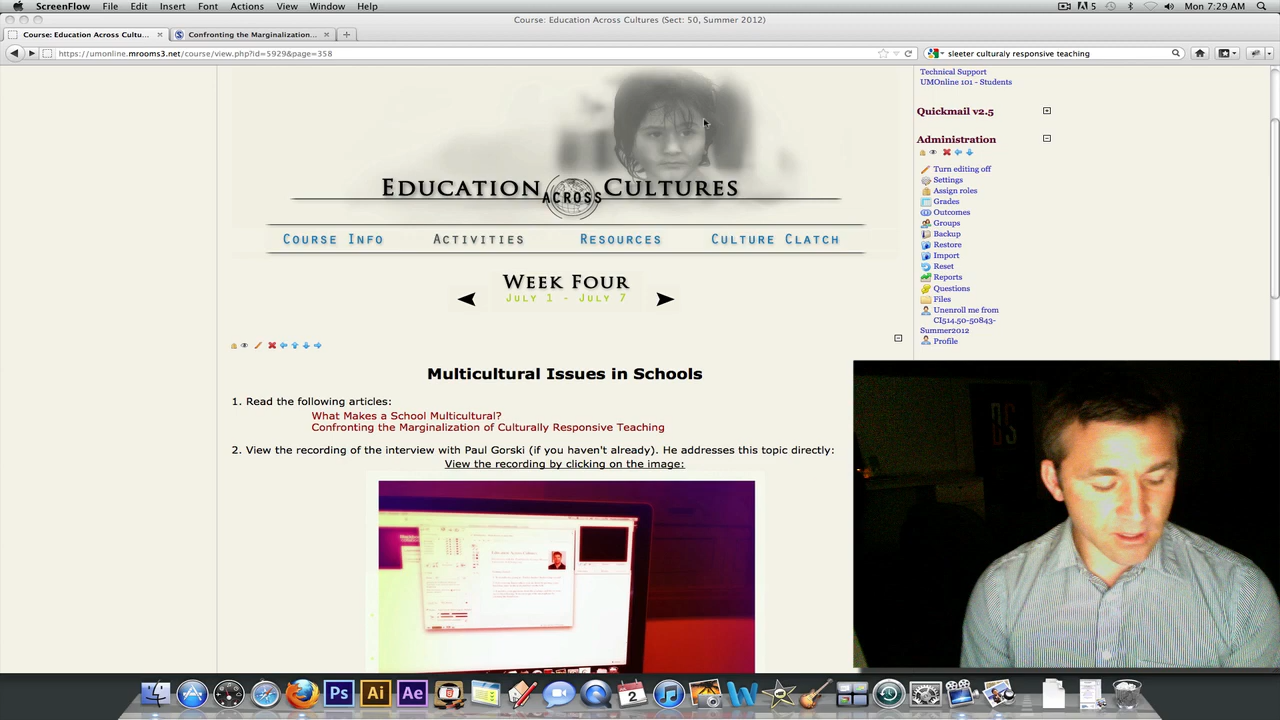 ScreenFlow File Edit Insert Font Actions View Window Help 5 Mon 7:29 AM
Course: Education Across Cultures (Sect: 50, Summer 2012)
Course: Education Across Cultu... Confronting the Marginalization...
https://umonline.mrooms3.net/course/view.php?id=5929&page=358 sleeter culturaly responsive teaching
Technical Support
UMOnline 101 - Students
Quickmail v2.5
Administration
Turn editing off
Settings
Assign roles
Grades
Outcomes
Groups
Backup
Restore
Import
Reset
Reports
Questions
Files
Unenroll me from
CI514.50-50843-
Summer2012
Profile
Education Across Cultures
Course Info Activities Resources Culture Clatch
Week Four
July 1 - July 7
Multicultural Issues in Schools
1. Read the following articles:
What Makes a School Multicultural?
Confronting the Marginalization of Culturally Responsive Teaching
2. View the recording of the interview with Paul Gorski (if you haven't already). He addresses this topic directly:
View the recording by clicking on the image:
Ps Ai Ae 2 W